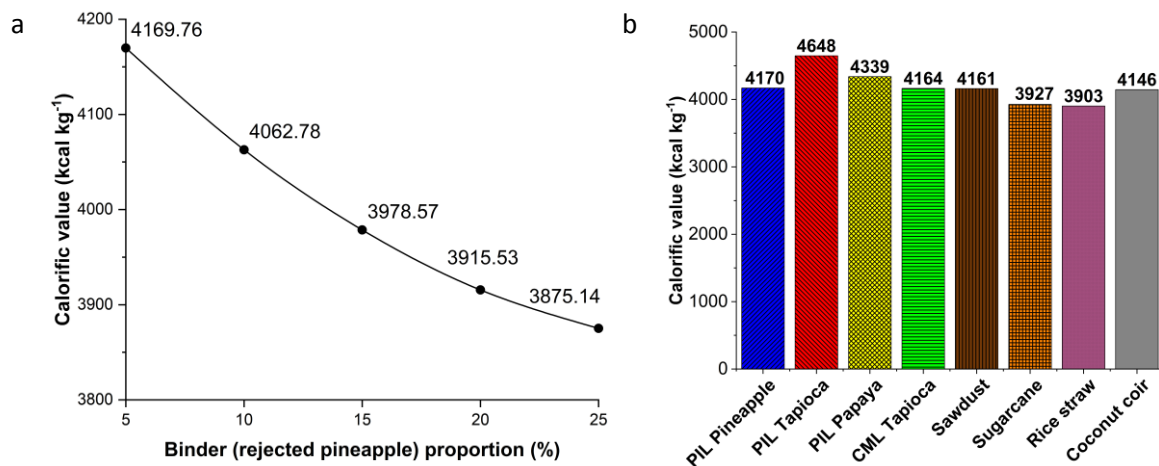 a
Calorific value (kcal kg⁻¹)
4200
4100
4000
3900
3800
4169.76
4062.78
3978.57
3915.53
3875.14
5
10
15
20
25
Binder (rejected pineapple) proportion (%)
b
Calorific value (kcal kg⁻¹)
5000
4000
3000
2000
1000
0
4170
4648
4339
4164
4161
3927
3903
4146
PIL Pineapple
PIL Tapioca
PIL Papaya
CML Tapioca
Sawdust
Sugarcane
Rice straw
Coconut coir